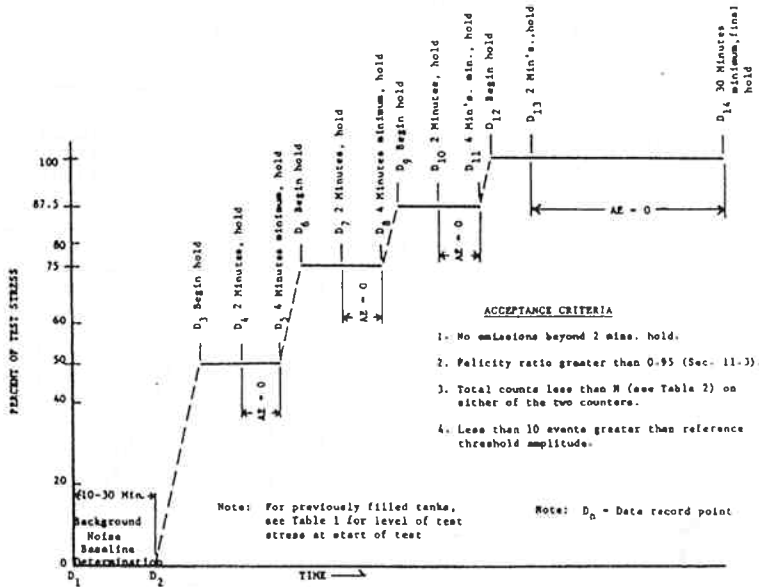 PERCENT OF TEST STRESS
100
87.5
80
75
60
50
40
20
0
D3 Begin hold
D4 2 Minutes, hold
D5 4 Minutes minimum, hold
D6 Begin hold
D7 2 Minutes, hold
D8 4 Minutes minimum, hold
D9 Begin hold
D10 2 Minutes, hold
D11 4 Min's. min., hold
D12 Begin hold
D13 2 Min's., hold
D14 30 Minutes
minimum, final
hold
AE = 0
AE = 0
AE = 0
AE = 0
ACCEPTANCE CRITERIA
1. No emissions beyond 2 mins. hold.
2. Felicity ratio greater than 0.95 (Sec. 11.3)
3. Total counts less than N (see Table 2) on
either of the two counters.
4. Less than 10 events greater than reference
threshold amplitude.
10-30 Min.
Background
Noise
Baseline
Determination
Note: For previously filled tanks,
see Table 1 for level of test
stress at start of test
Note: Dn = Data record point
D1
D2
TIME